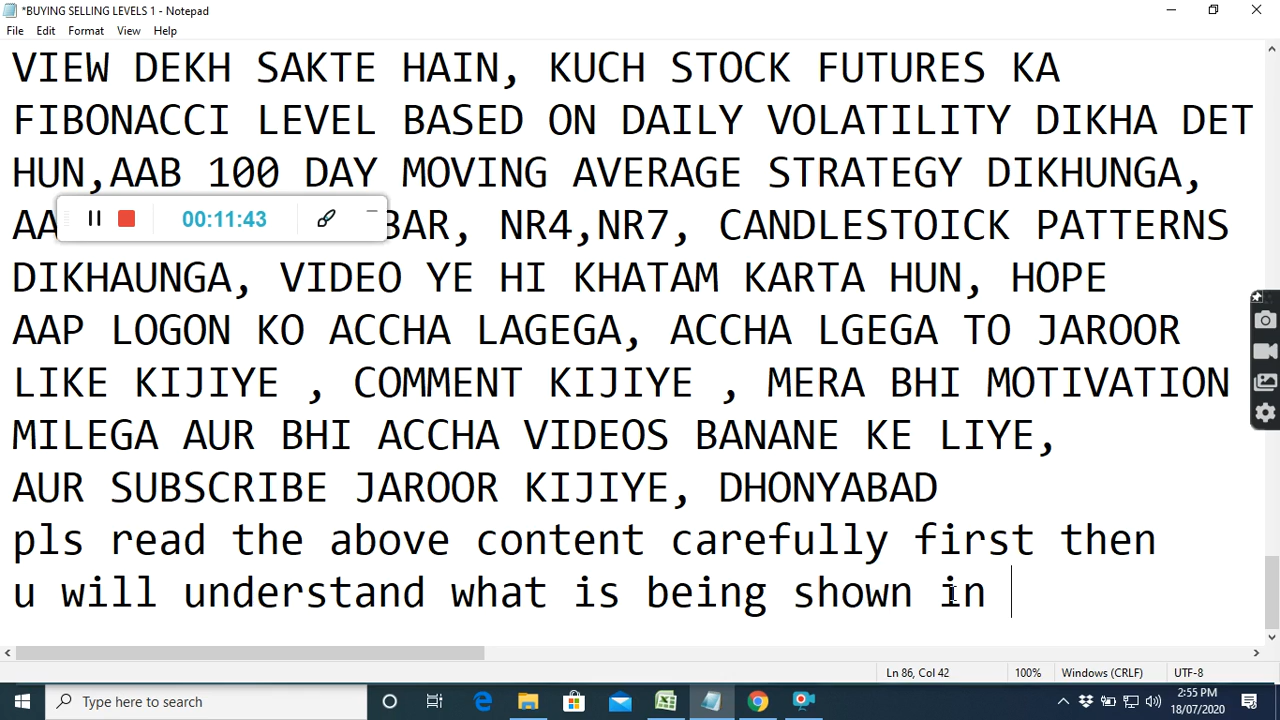 *BUYING SELLING LEVELS 1 - Notepad
File Edit Format View Help
VIEW DEKH SAKTE HAIN, KUCH STOCK FUTURES KA
FIBONACCI LEVEL BASED ON DAILY VOLATILITY DIKHA DET
HUN,AAB 100 DAY MOVING AVERAGE STRATEGY DIKHUNGA,
AA BAR, NR4,NR7, CANDLESTOICK PATTERNS
00:11:43
DIKHAUNGA, VIDEO YE HI KHATAM KARTA HUN, HOPE
AAP LOGON KO ACCHA LAGEGA, ACCHA LGEGA TO JAROOR
LIKE KIJIYE , COMMENT KIJIYE , MERA BHI MOTIVATION
MILEGA AUR BHI ACCHA VIDEOS BANANE KE LIYE,
AUR SUBSCRIBE JAROOR KIJIYE, DHONYABAD
pls read the above content carefully first then
u will understand what is being shown in
Ln 86, Col 42 100% Windows (CRLF) UTF-8
Type here to search
2:55 PM
18/07/2020